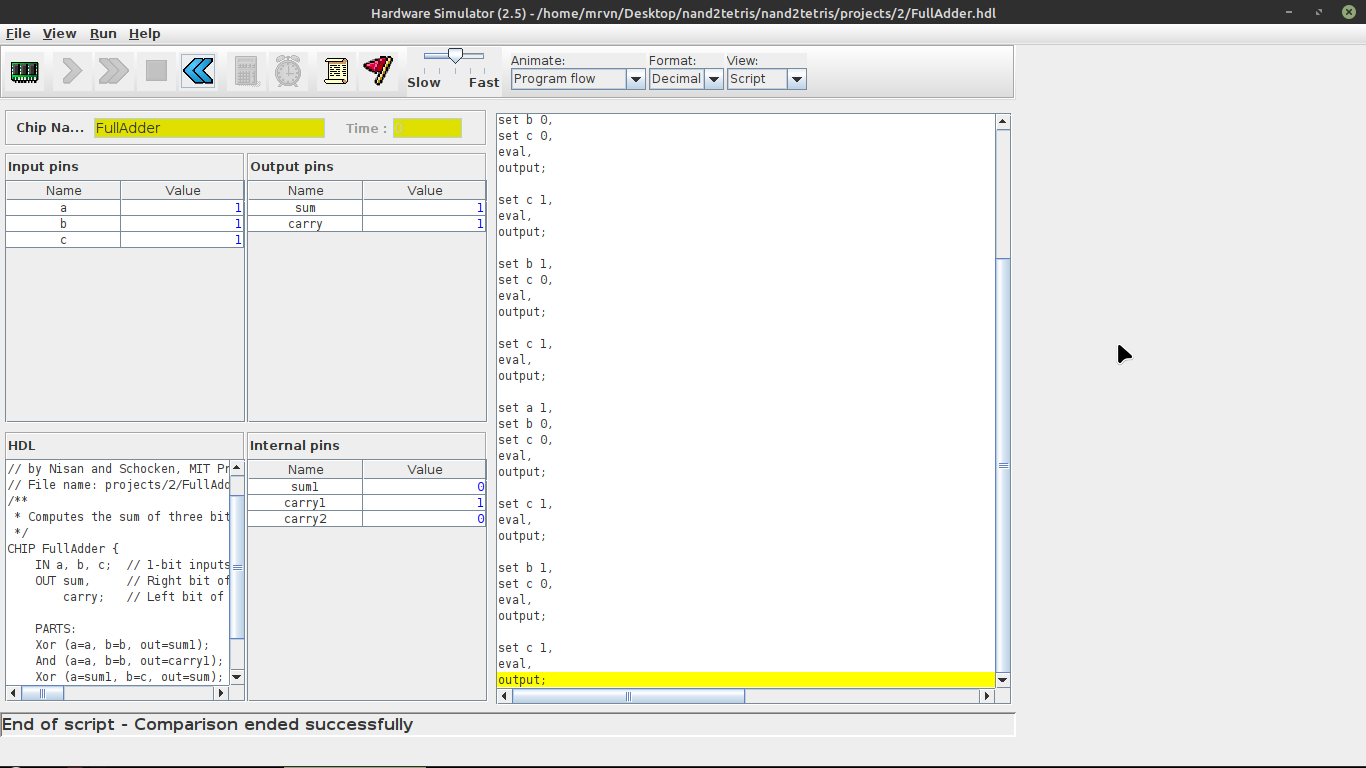 Hardware Simulator (2.5) - /home/mrvn/Desktop/nand2tetris/nand2tetris/projects/2/FullAdder.hdl
File View Run Help
Slow Fast
Animate: Format: View:
Program flow Decimal Script
Chip Na... FullAdder Time : 0
Input pins
Name Value
a 1
b 1
c 1
Output pins
Name Value
sum 1
carry 1
HDL
// by Nisan and Schocken, MIT Pr
// File name: projects/2/FullAdd
/**
* Computes the sum of three bit
*/
CHIP FullAdder {
IN a, b, c; // 1-bit inputs
OUT sum, // Right bit of
carry; // Left bit of
PARTS:
Xor (a=a, b=b, out=sum1);
And (a=a, b=b, out=carry1);
Xor (a=sum1, b=c, out=sum);
Internal pins
Name Value
sum1 0
carry1 1
carry2 0
set b 0,
set c 0,
eval,
output;
set c 1,
eval,
output;
set b 1,
set c 0,
eval,
output;
set c 1,
eval,
output;
set a 1,
set b 0,
set c 0,
eval,
output;
set c 1,
eval,
output;
set b 1,
set c 0,
eval,
output;
set c 1,
eval,
output;
End of script - Comparison ended successfully